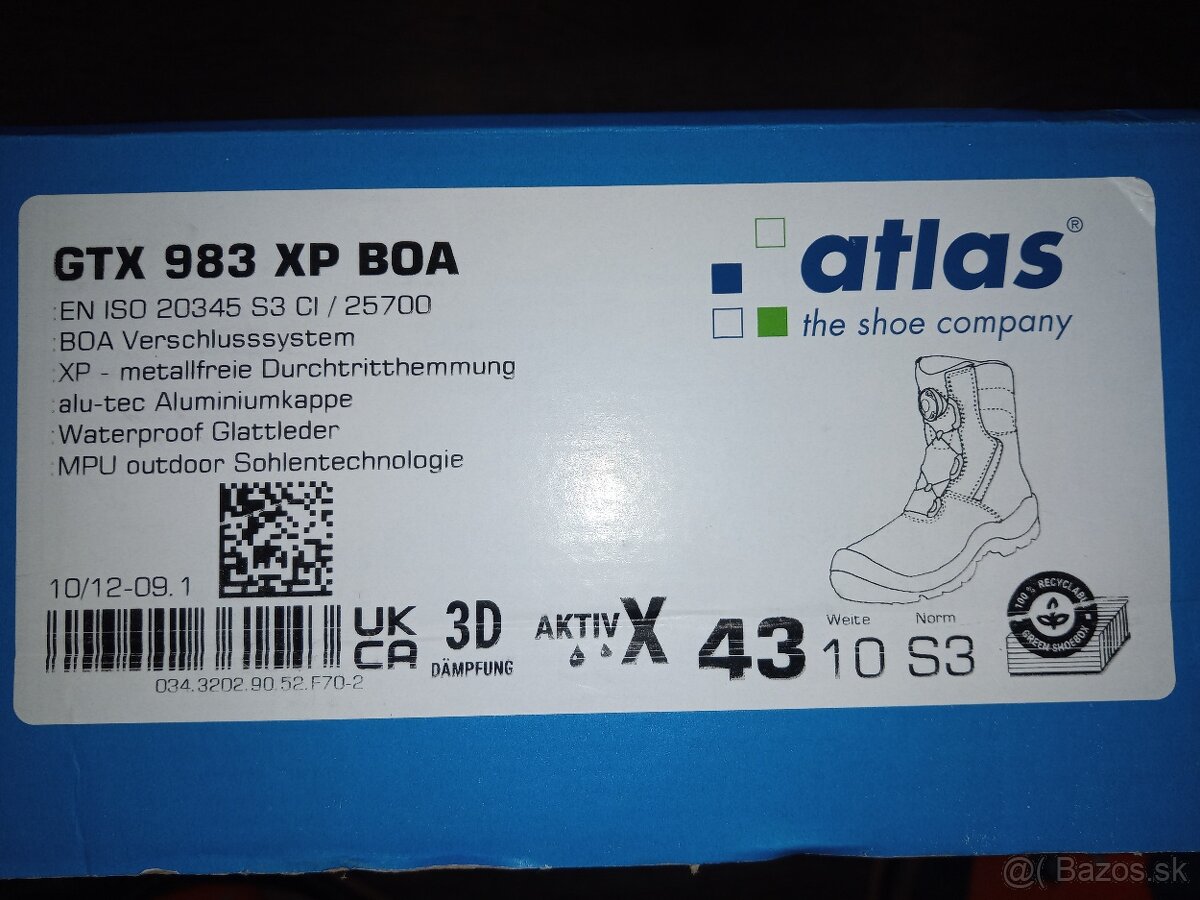 GTX 983 XP BOA
:EN ISO 20345 S3 CI / 25700
:BOA Verschlusssystem
:XP - metallfreie Durchtritthemmung
:alu-tec Aluminiumkappe
:Waterproof Glattleder
:MPU outdoor Sohlentechnologie
atlas®
the shoe company
10/12-09.1
034.3202.90.52.F70-2
UK
CA
3D
DÄMPFUNG
AKTIV X
43
Weite
10
Norm
S3
100 % RECYCLABLE
GREEN-SHOEBOX
@( Bazos.sk